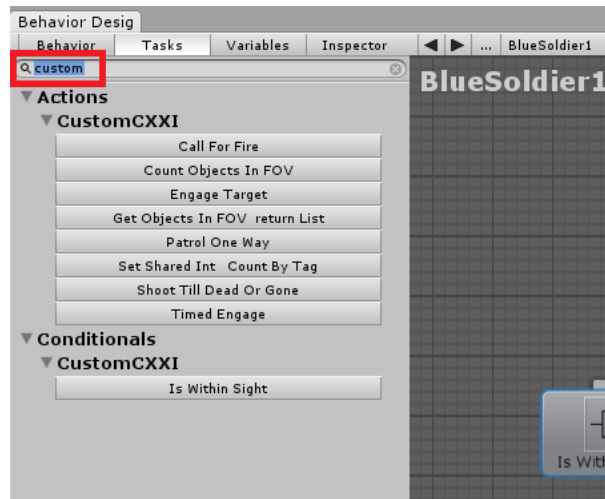 Behavior Desig
Behavior Tasks Variables Inspector ... BlueSoldier1
custom
BlueSoldier1
Actions
CustomCXXI
Call For Fire
Count Objects In FOV
Engage Target
Get Objects In FOV return List
Patrol One Way
Set Shared Int Count By Tag
Shoot Till Dead Or Gone
Timed Engage
Conditionals
CustomCXXI
Is Within Sight
Is With